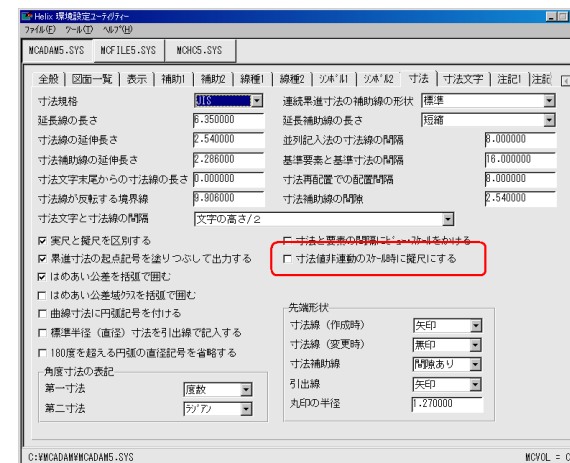 Helix 環境設定ユーティリティー
ファイル(F) ツール(T) ヘルプ(H)
MCADAM5.SYS MCFILE5.SYS MCHC5.SYS
全般 図面一覧 表示 補助1 補助2 線種1 線種2 シンボル1 シンボル2 寸法 寸法文字 注記1 注記
寸法規格 JIS 連続累進寸法の補助線の形状 標準
延長線の長さ 6.350000 延長補助線の長さ 短縮
寸法線の延伸長さ 2.540000 並列記入法の寸法線の間隔 8.000000
寸法補助線の延伸長さ 2.286000 基準要素と基準寸法の間隔 16.000000
寸法文字末尾からの寸法線の長さ 0.000000 寸法再配置での配置間隔 8.000000
寸法線が反転する境界線 9.906000 寸法補助線の間隙 2.540000
寸法文字と寸法線の間隔 文字の高さ/2
実尺と擬尺を区別する 寸法と要素の間隔にビュー・スケールをかける
累進寸法の起点記号を塗りつぶして出力する 寸法値非連動のスケール時に擬尺にする
はめあい公差を括弧で囲む
はめあい公差域クラスを括弧で囲む
曲線寸法に円弧記号を付ける
標準半径(直径)寸法を引出線で記入する
180度を超える円弧の直径記号を省略する
先端形状
寸法線(作成時) 矢印
寸法線(変更時) 無印
寸法補助線 間隙あり
引出線 矢印
丸印の半径 1.270000
角度寸法の表記
第一寸法 度数
第二寸法 ラジアン
C:¥MCADAM¥MCADAM5.SYS MCVOL = C